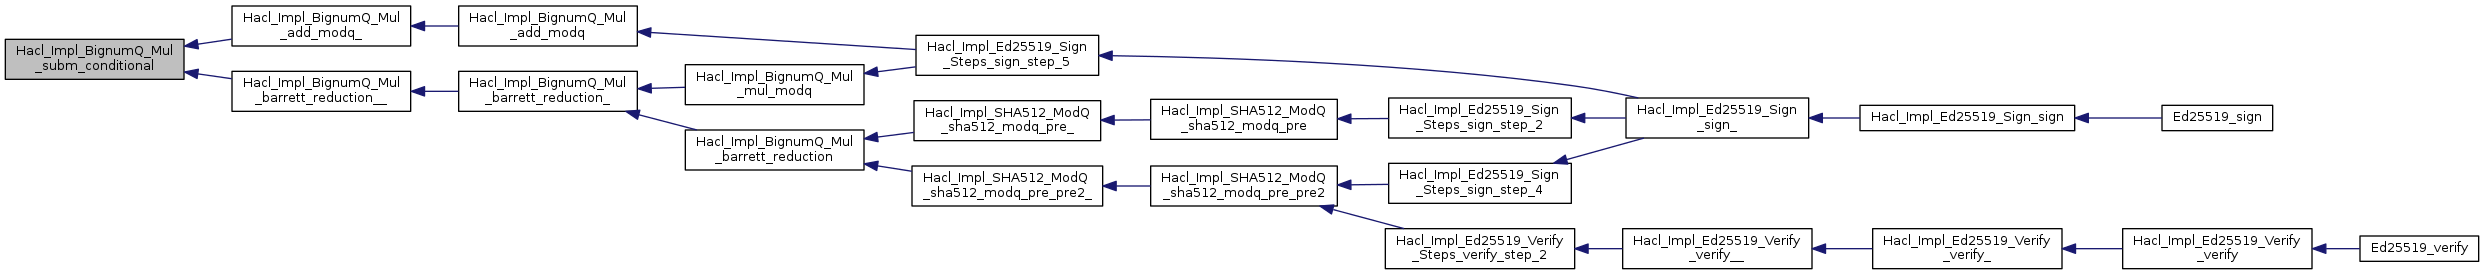 Hacl_Impl_BignumQ_Mul
_subm_conditional
Hacl_Impl_BignumQ_Mul
_add_modq_
Hacl_Impl_BignumQ_Mul
_add_modq
Hacl_Impl_BignumQ_Mul
_barrett_reduction__
Hacl_Impl_BignumQ_Mul
_barrett_reduction_
Hacl_Impl_BignumQ_Mul
_mul_modq
Hacl_Impl_BignumQ_Mul
_barrett_reduction
Hacl_Impl_Ed25519_Sign
_Steps_sign_step_5
Hacl_Impl_SHA512_ModQ
_sha512_modq_pre_
Hacl_Impl_SHA512_ModQ
_sha512_modq_pre
Hacl_Impl_Ed25519_Sign
_Steps_sign_step_2
Hacl_Impl_SHA512_ModQ
_sha512_modq_pre_pre2_
Hacl_Impl_SHA512_ModQ
_sha512_modq_pre_pre2
Hacl_Impl_Ed25519_Sign
_Steps_sign_step_4
Hacl_Impl_Ed25519_Sign
_sign_
Hacl_Impl_Ed25519_Sign_sign
Ed25519_sign
Hacl_Impl_Ed25519_Verify
_Steps_verify_step_2
Hacl_Impl_Ed25519_Verify
_verify__
Hacl_Impl_Ed25519_Verify
_verify_
Hacl_Impl_Ed25519_Verify
_verify
Ed25519_verify